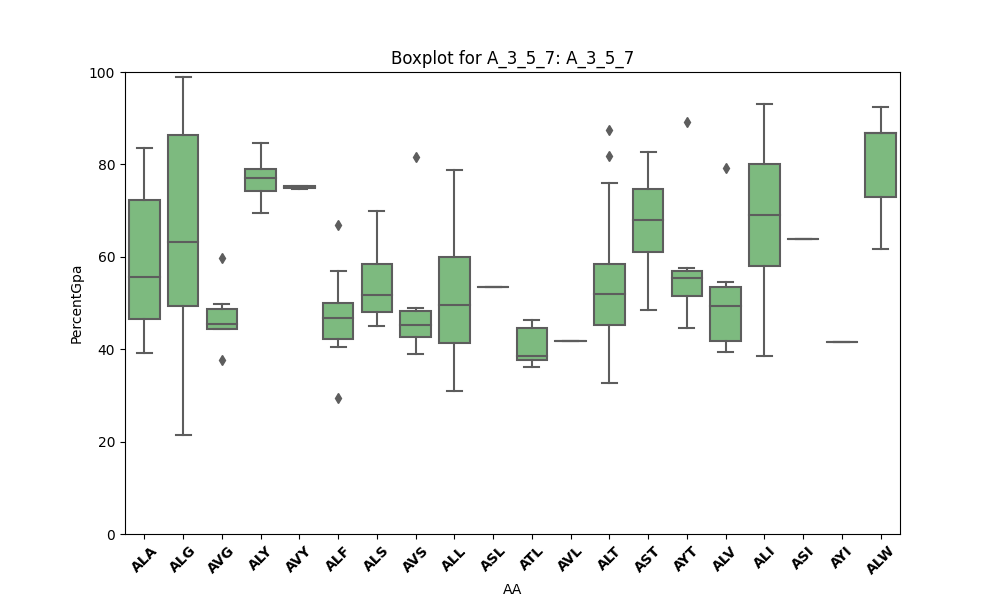 Boxplot for A_3_5_7: A_3_5_7
PercentGpa
100
80
60
40
20
0
ALA ALG AVG ALY AVY ALF ALS AVS ALL ASL ATL AVL ALT AST AYT ALV ALI ASI AYI ALW
AA